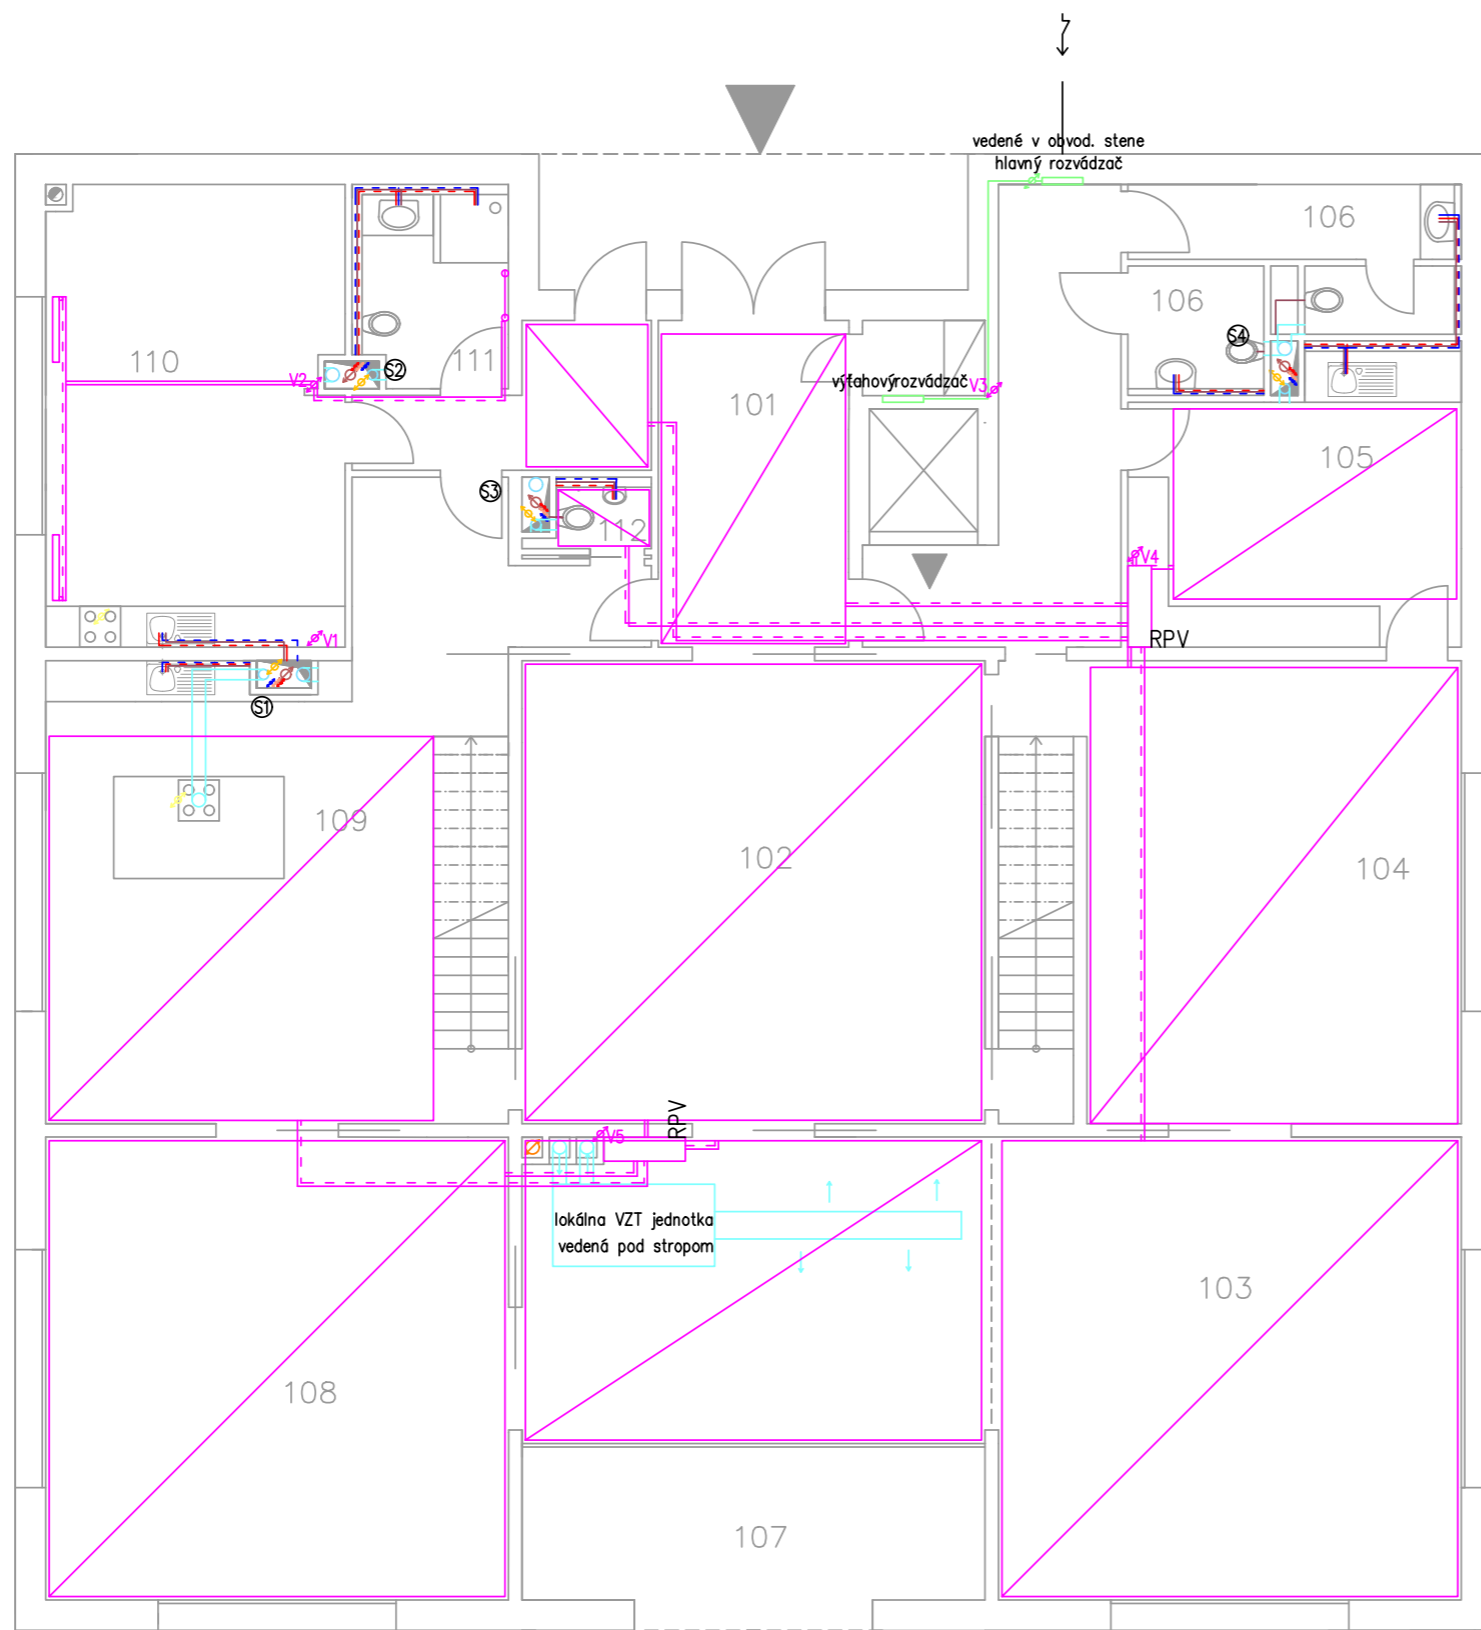 vedené v obvod. stene
hlavný rozvádzač
106
106
110
V2
S2
111
101
výťahovýrozvádzač
V3
S4
105
S3
112
V4
RPV
V1
S1
109
102
104
RPV
V5
lokálna VZT jednotka
vedená pod stropom
103
108
107